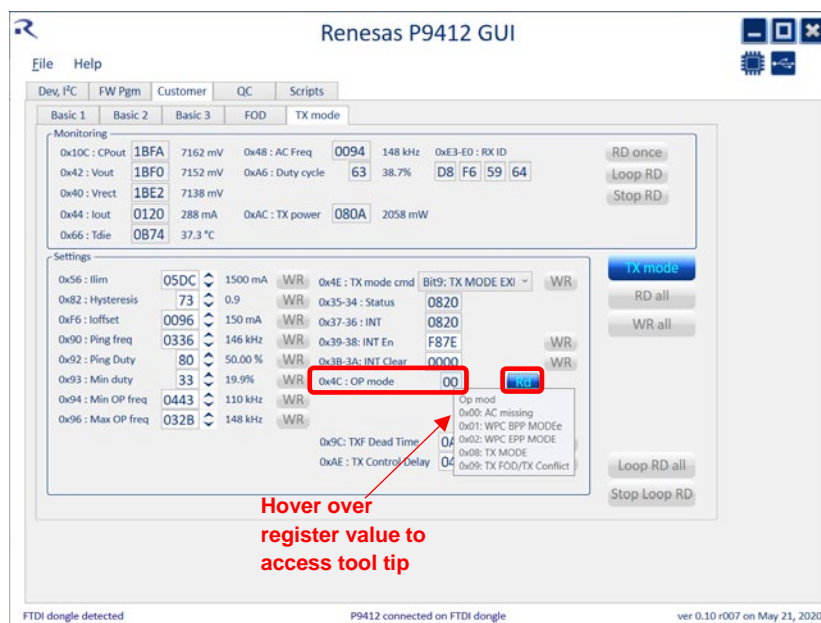 Renesas P9412 GUI
File Help
Dev, I²C FW Pgm Customer QC Scripts
Basic 1 Basic 2 Basic 3 FOD TX mode
Monitoring
0x10C : CPout 1BFA 7162 mV 0x48 : AC Freq 0094 148 kHz 0xE3-E0 : RX ID RD once
0x42 : Vout 1BF0 7152 mV 0xA6 : Duty cycle 63 38.7% D8 F6 59 64 Loop RD
0x40 : Vrect 1BE2 7138 mV Stop RD
0x44 : Iout 0120 288 mA 0xAC : TX power 080A 2058 mW
0x66 : Tdie 0B74 37.3 °C
Settings
TX mode
0x56 : Ilim 05DC 1500 mA WR 0x4E : TX mode cmd Bit9: TX MODE EXI WR
0x82 : Hysteresis 73 0.9 WR 0x35-34 : Status 0820 RD all
0xF6 : Ioffset 0096 150 mA WR 0x37-36 : INT 0820 WR all
0x90 : Ping freq 0336 146 kHz WR 0x39-38: INT En F87E WR
0x92 : Ping Duty 80 50.00 % WR 0x3B-3A: INT Clear 0000 WR
0x93 : Min duty 33 19.9% WR 0x4C : OP mode 00 Rd
0x94 : Min OP freq 0443 110 kHz WR
0x96 : Max OP freq 032B 148 kHz WR
Op mod
0x00: AC missing
0x01: WPC BPP MODEe
0x02: WPC EPP MODE
0x08: TX MODE
0x09: TX FOD/TX Conflict
0x9C: TXF Dead Time
0xAE : TX Control Delay 04 Loop RD all
Stop Loop RD
Hover over
register value to
access tool tip
FTDI dongle detected P9412 connected on FTDI dongle ver 0.10 r007 on May 21, 2020